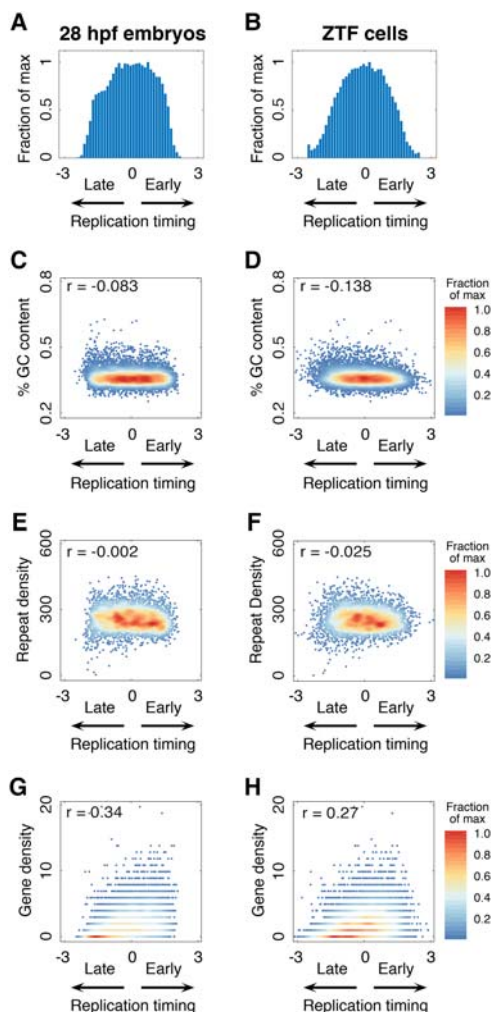 A
28 hpf embryos
B
ZTF cells
Fraction of max
1
0.5
0
-3
0
3
Late
Early
Replication timing
Fraction of max
1
0.5
0
-3
0
3
Late
Early
Replication timing
C
r = -0.083
% GC content
0.8
0.5
0.2
-3
0
3
Late
Early
Replication timing
D
r = -0.138
% GC content
0.8
0.5
0.2
-3
0
3
Late
Early
Replication timing
Fraction
of max
1.0
0.8
0.6
0.4
0.2
E
r = -0.002
Repeat density
600
300
0
-3
0
3
Late
Early
Replication timing
F
r = -0.025
Repeat Density
600
300
0
-3
0
3
Late
Early
Replication timing
Fraction
of max
1.0
0.8
0.6
0.4
0.2
G
r = 0.34
Gene density
20
10
0
-3
0
3
Late
Early
Replication timing
H
r = 0.27
Gene density
20
10
0
-3
0
3
Late
Early
Replication timing
Fraction
of max
1.0
0.8
0.6
0.4
0.2